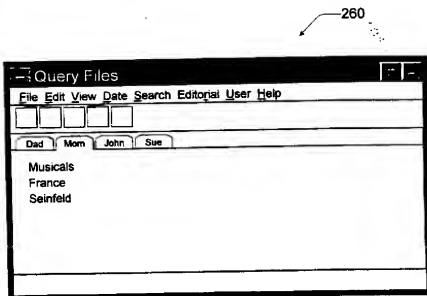 260
Query Files
File Edit View Date Search Editorial User Help
Dad Mom John Sue
Musicals
France
Seinfeld